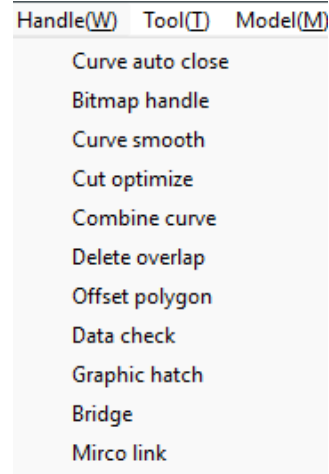 Handle(W) Tool(T) Model(M)
Curve auto close
Bitmap handle
Curve smooth
Cut optimize
Combine curve
Delete overlap
Offset polygon
Data check
Graphic hatch
Bridge
Mirco link